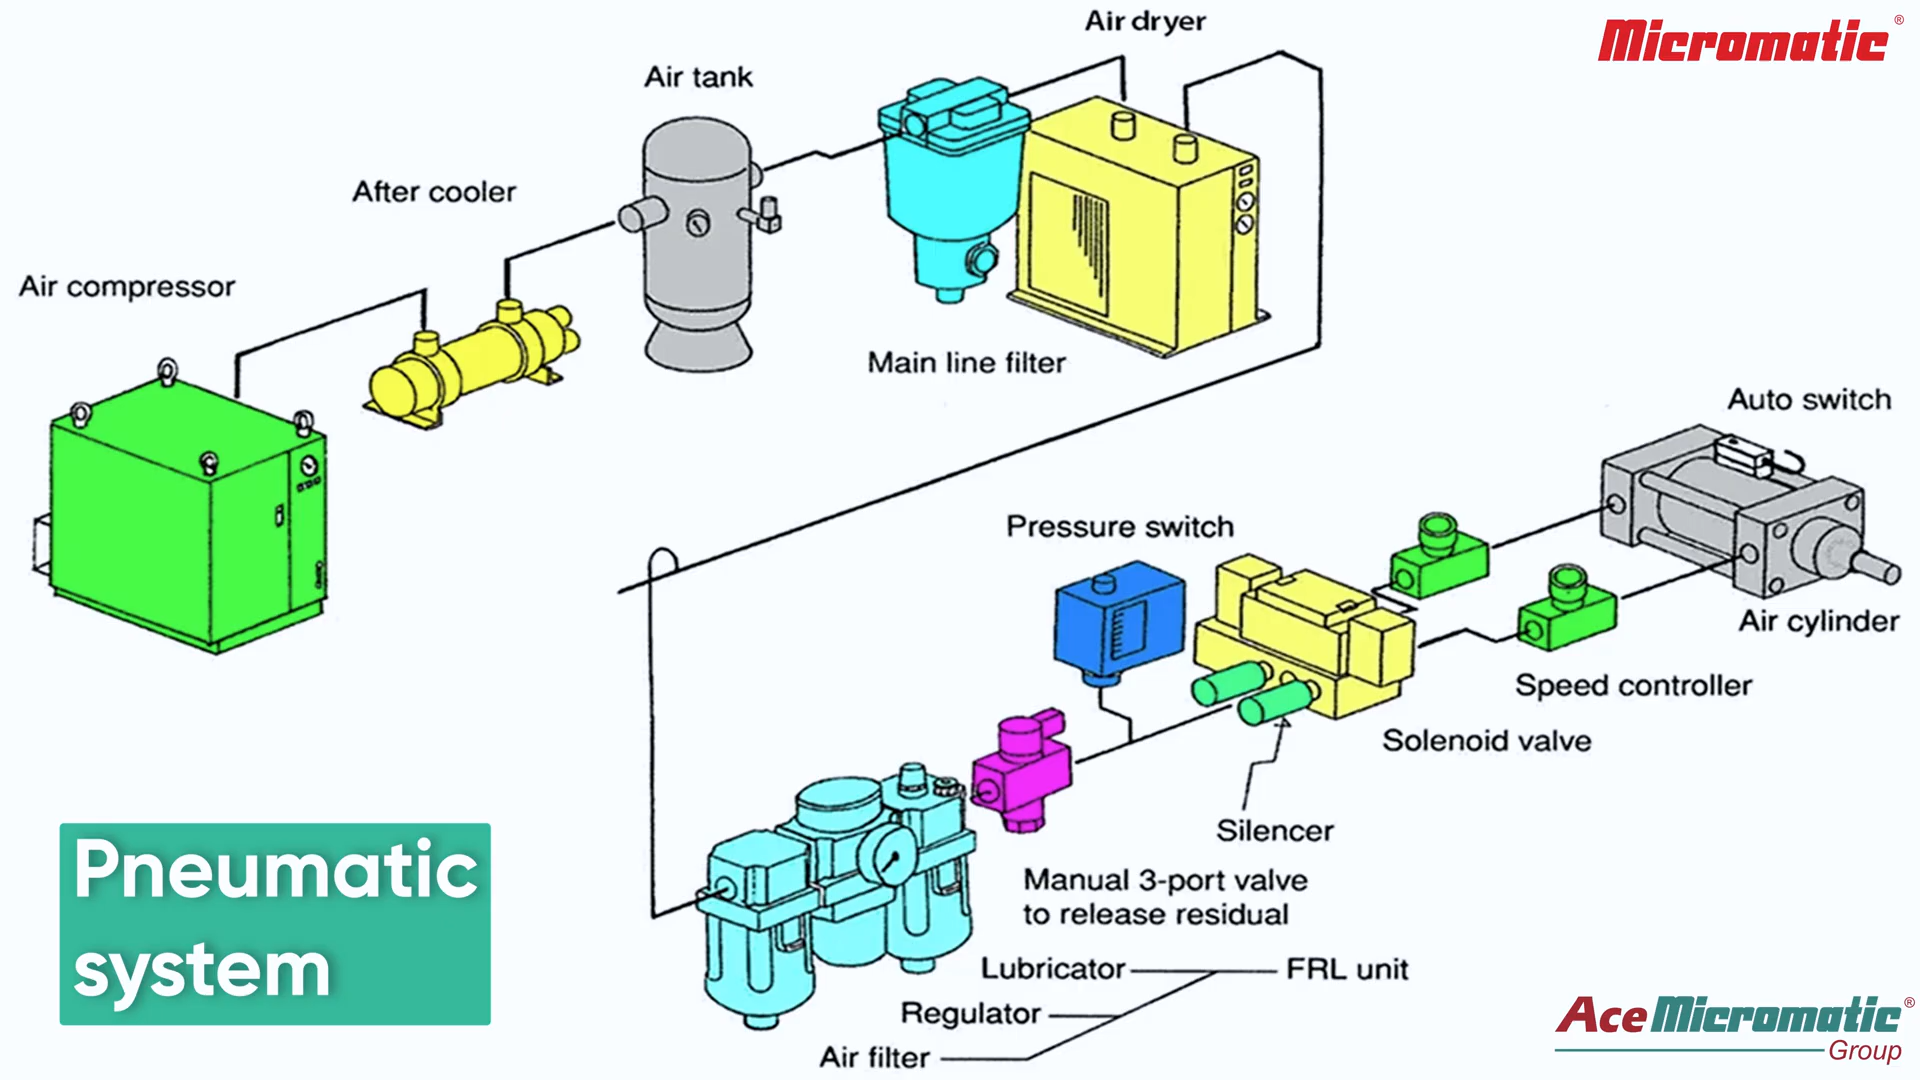 Air dryer
Micromatic®
Air tank
After cooler
Air compressor
Main line filter
Auto switch
Pressure switch
Air cylinder
Speed controller
Solenoid valve
Silencer
Pneumatic
system
Manual 3-port valve
to release residual
Lubricator
FRL unit
Regulator
Air filter
Ace Micromatic®
Group